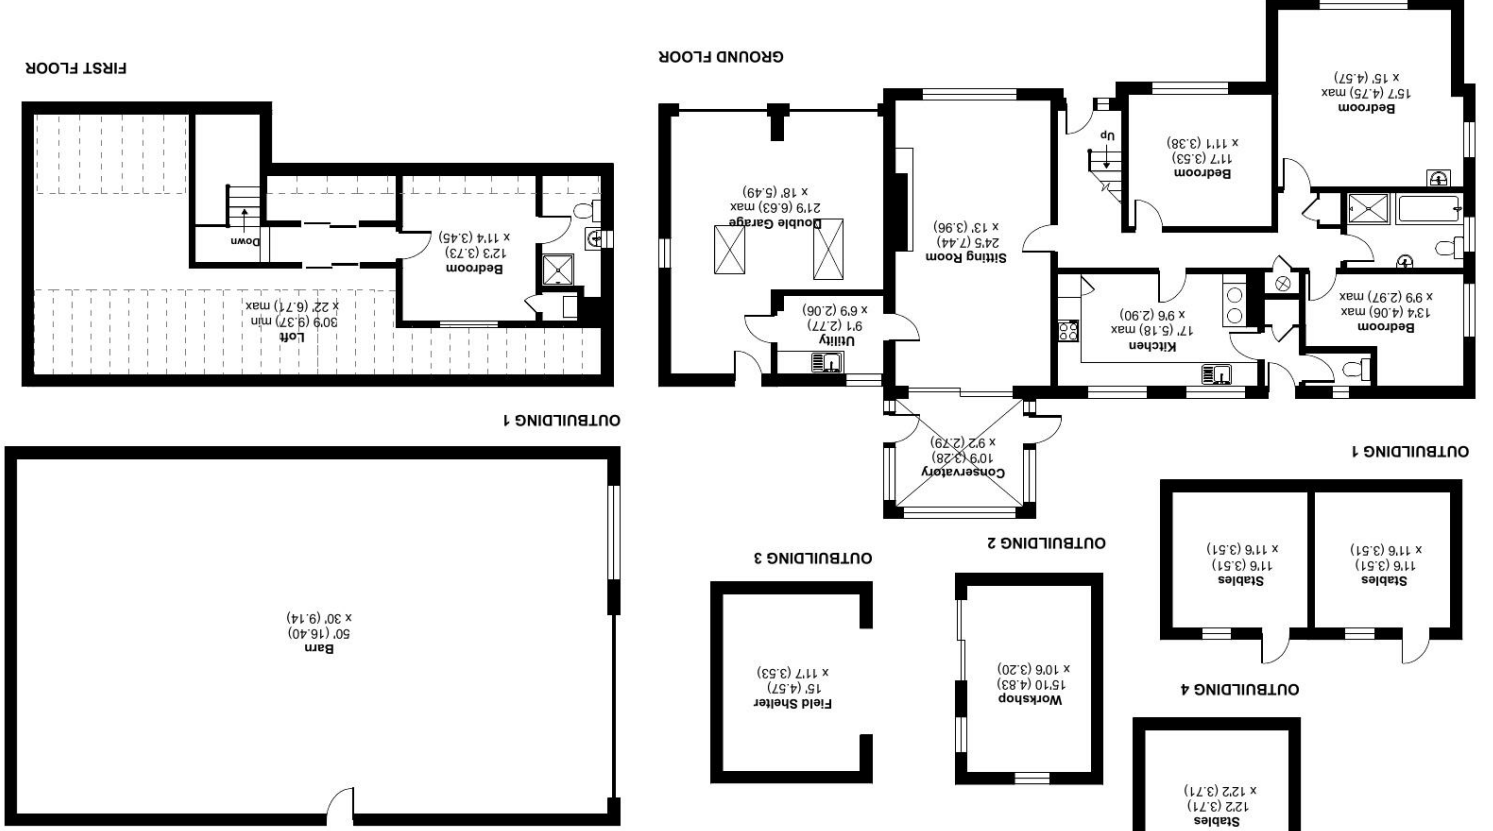 Stables
12'2 (3.71)
x 12'2 (3.71)
OUTBUILDING 4
Workshop
15'10 (4.83)
x 10'6 (3.20)
Field Shelter
15' (4.57)
x 11'7 (3.53)
Barn
50' (16.40)
x 30' (9.14)
Stables
11'6 (3.51)
x 11'6 (3.51)
Stables
11'6 (3.51)
x 11'6 (3.51)
OUTBUILDING 3
OUTBUILDING 2
OUTBUILDING 1
Conservatory
10'9 (3.28)
x 9'2 (2.79)
OUTBUILDING 1
Bedroom
13'4 (4.06) max
x 9'9 (2.97) max
Kitchen
17' (5.18) max
x 9'6 (2.90)
Utility
9'1 (2.77)
x 6'9 (2.06)
Loft
30'9 (9.37) min
x 22' (6.71) max
Sitting Room
24'5 (7.44)
x 13' (3.96)
Double Garage
21'9 (6.63) max
x 18' (5.49)
Bedroom
12'3 (3.73)
x 11'4 (3.45)
Down
Bedroom
11'7 (3.53)
x 11'1 (3.38)
Up
Bedroom
15'7 (4.75) max
x 15' (4.57)
GROUND FLOOR
FIRST FLOOR